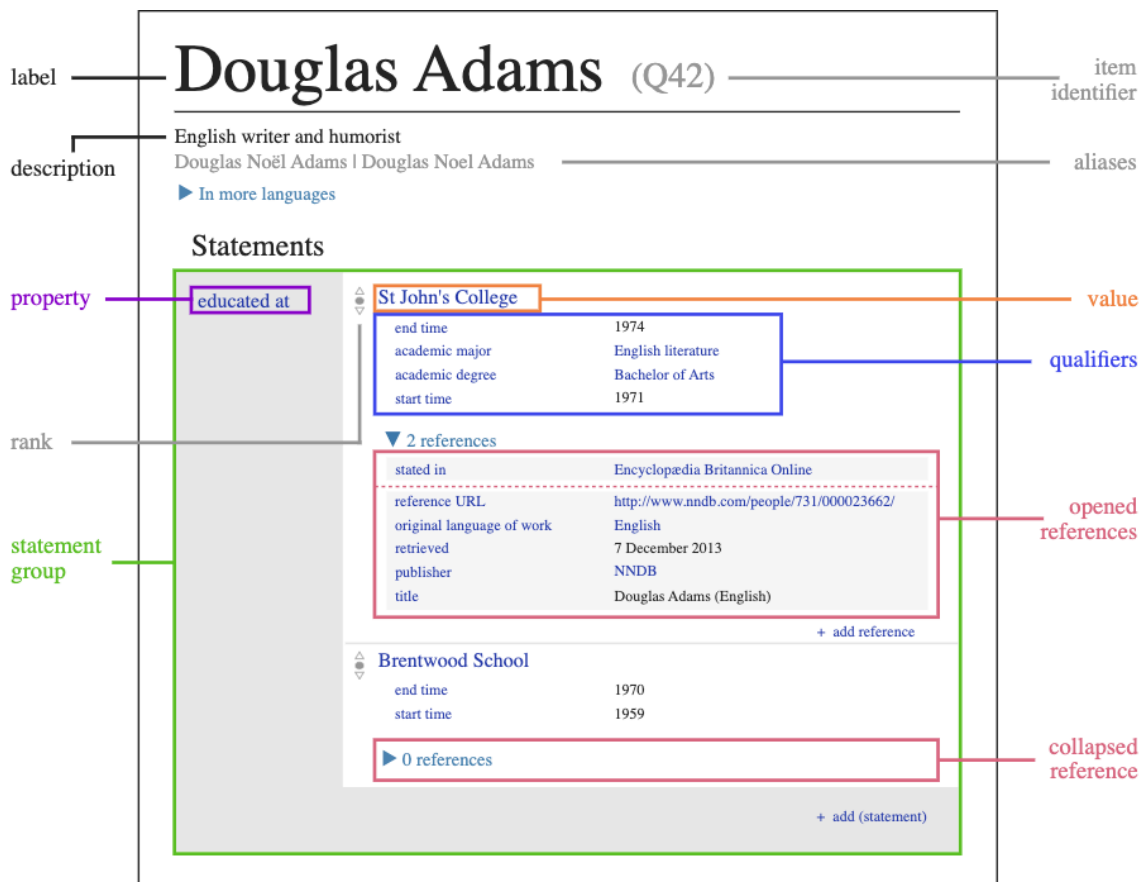 label
Douglas Adams (Q42)
item
identifier
description
English writer and humorist
Douglas Noël Adams | Douglas Noel Adams
aliases
In more languages
Statements
property
educated at
St John's College
value
end time 1974
academic major English literature
academic degree Bachelor of Arts
start time 1971
qualifiers
rank
2 references
stated in Encyclopædia Britannica Online
reference URL http://www.nndb.com/people/731/000023662/
original language of work English
retrieved 7 December 2013
publisher NNDB
title Douglas Adams (English)
opened
references
statement
group
+ add reference
Brentwood School
end time 1970
start time 1959
0 references
collapsed
reference
+ add (statement)